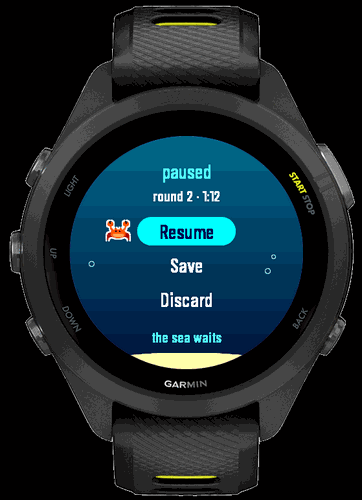 paused
round 2 · 1:12
LIGHT
START STOP
Resume
UP
Save
Discard
DOWN
BACK
the sea waits
GARMIN